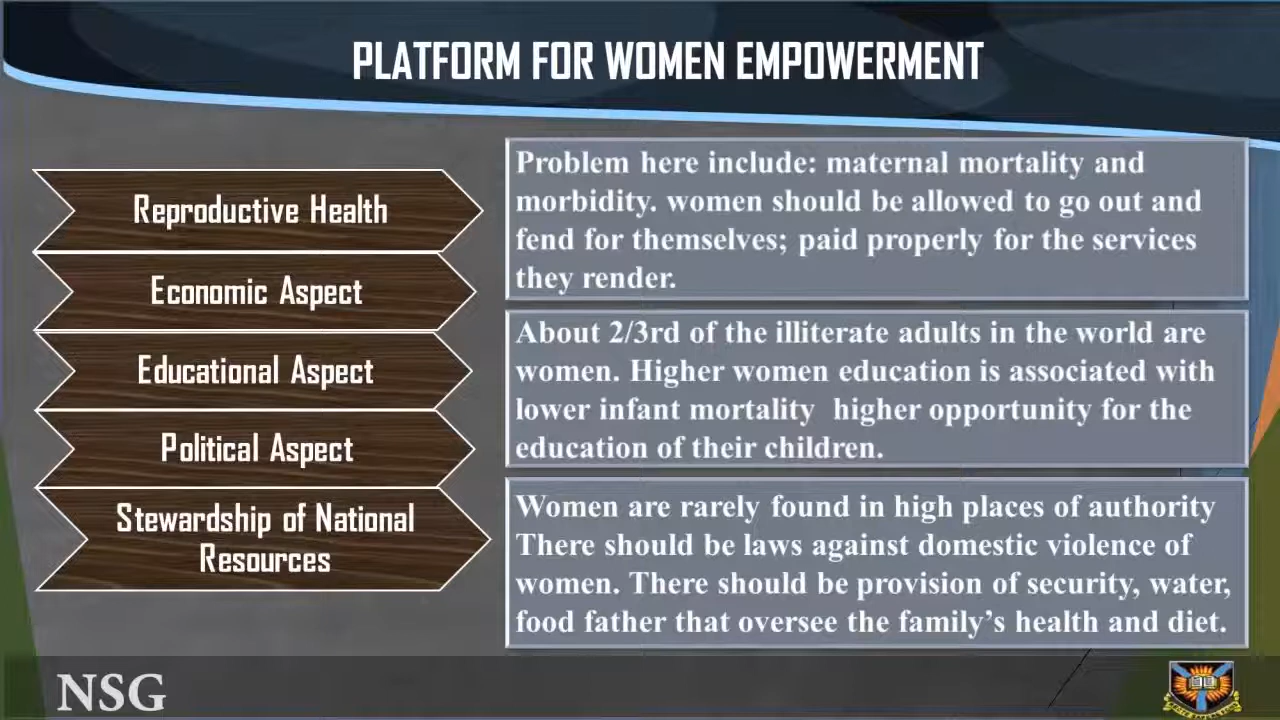 PLATFORM FOR WOMEN EMPOWERMENT
Reproductive Health
Economic Aspect
Educational Aspect
Political Aspect
Stewardship of National
Resources
Problem here include: maternal mortality and
morbidity. women should be allowed to go out and
fend for themselves; paid properly for the services
they render.
About 2/3rd of the illiterate adults in the world are
women. Higher women education is associated with
lower infant mortality  higher opportunity for the
education of their children.
Women are rarely found in high places of authority
There should be laws against domestic violence of
women. There should be provision of security, water,
food father that oversee the family’s health and diet.
NSG